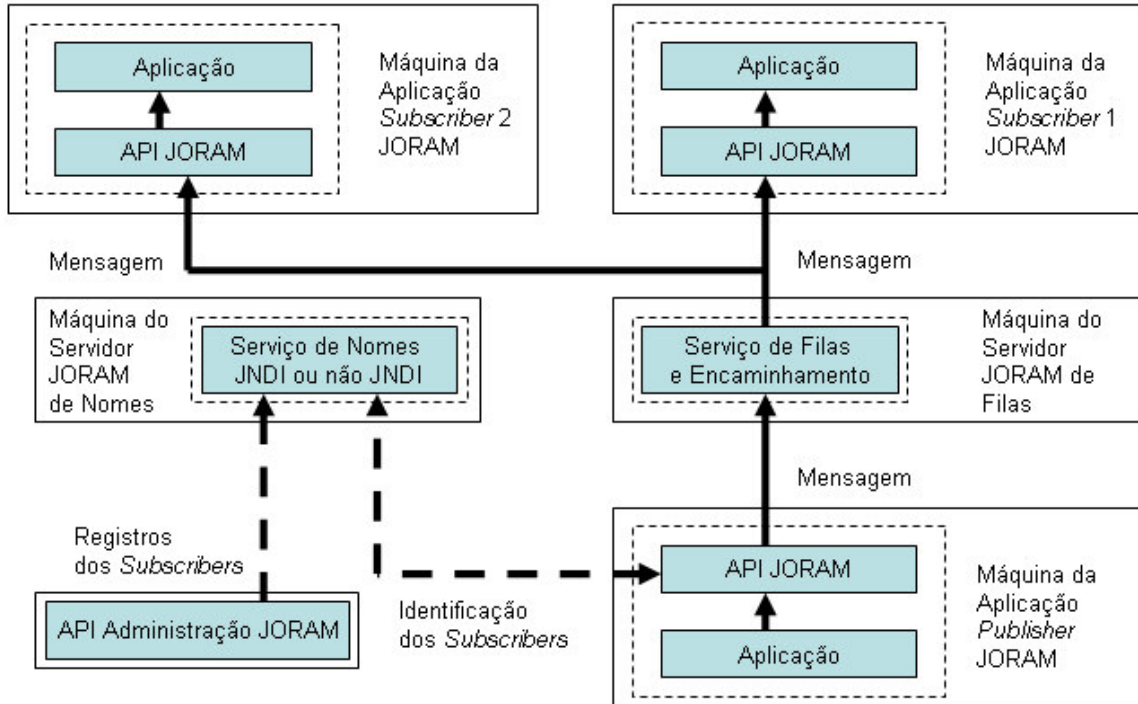 Aplicação
API JORAM
Máquina da
Aplicação
Subscriber 2
JORAM
Aplicação
API JORAM
Máquina da
Aplicação
Subscriber 1
JORAM
Mensagem
Mensagem
Máquina do
Servidor
JORAM
de Nomes
Serviço de Nomes
JNDI ou não JNDI
Serviço de Filas
e Encaminhamento
Máquina do
Servidor
JORAM de
Filas
Mensagem
Registros
dos Subscribers
API Administração JORAM
Identificação
dos Subscribers
API JORAM
Aplicação
Máquina da
Aplicação
Publisher
JORAM